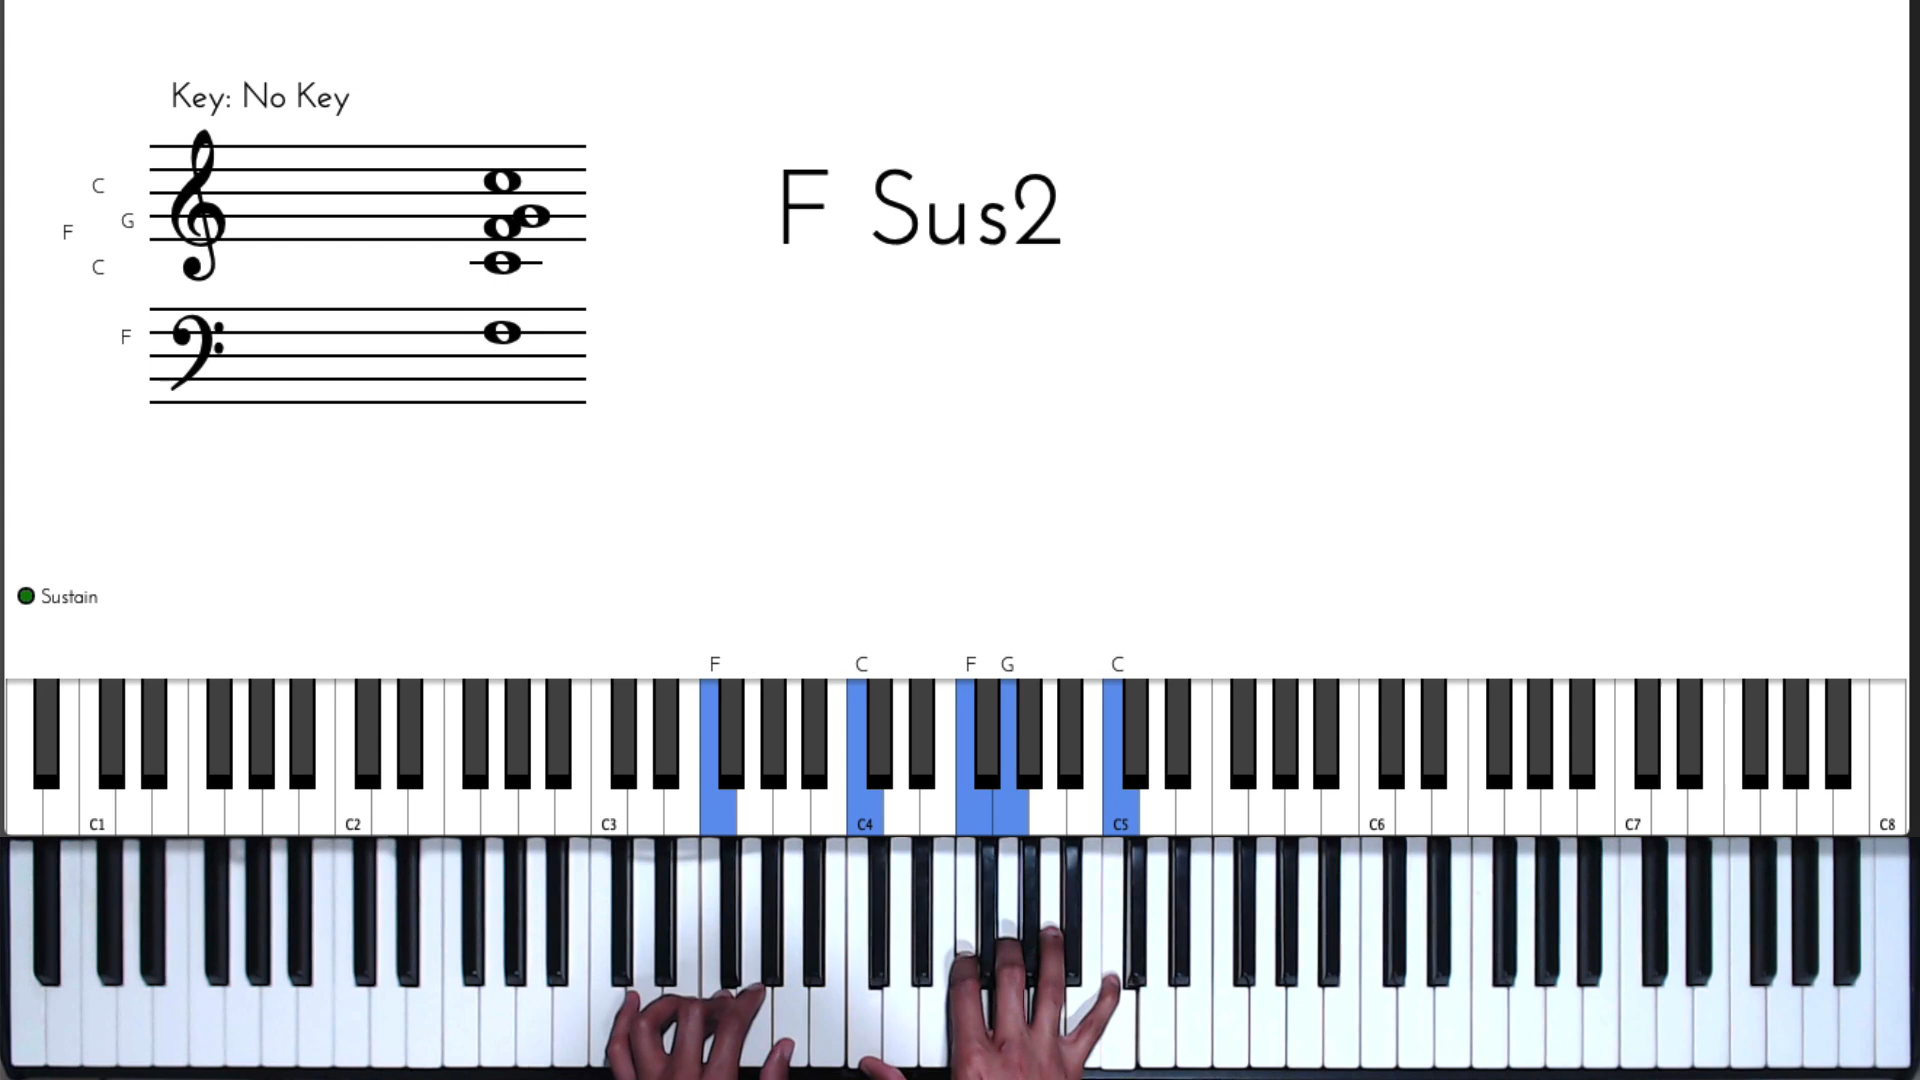 Key: No Key
C
G
F
C
F
F Sus2
Sustain
F C F G C
C1 C2 C3 C4 C5 C6 C7 C8